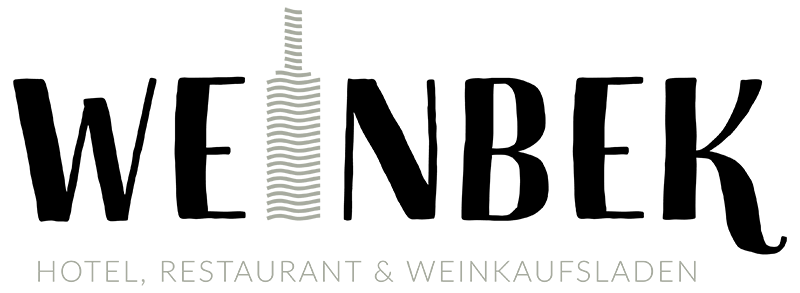 WEINBEK
HOTEL, RESTAURANT & WEINKAUFSLADEN